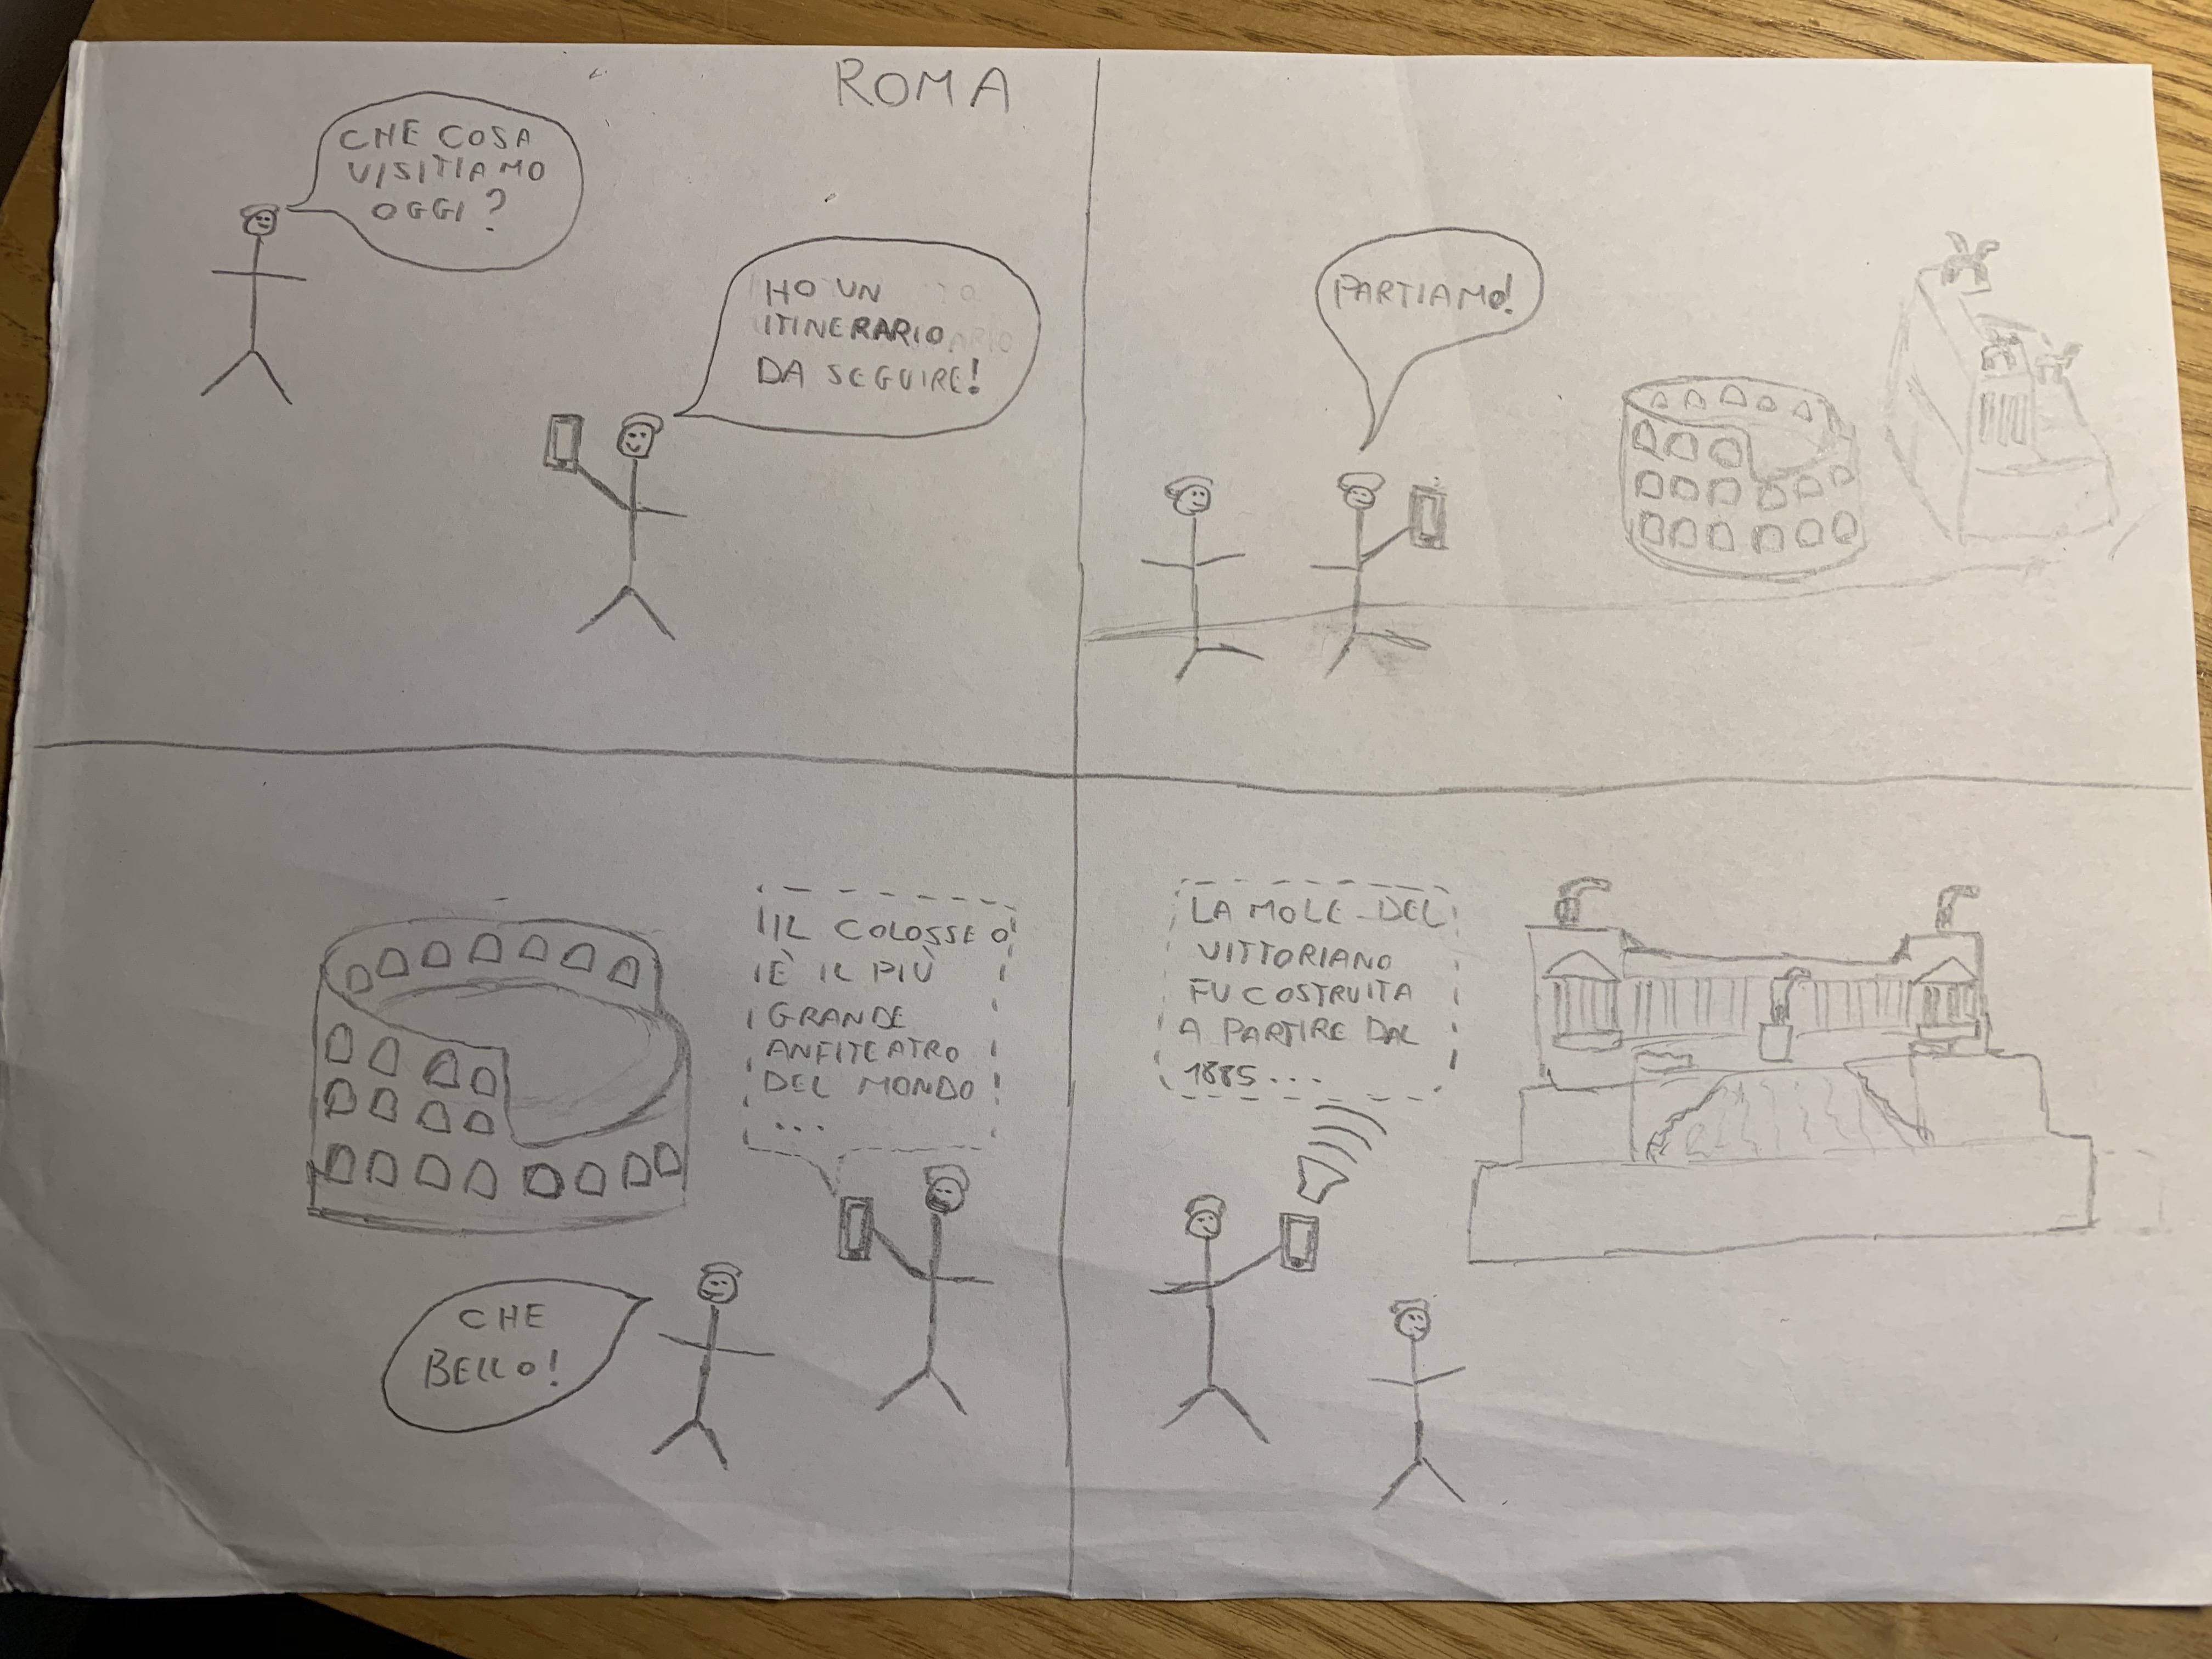 ROMA
CHE COSA
VISITIAMO
OGGI?
HO UN
ITINERARIO
DA SEGUIRE!
PARTIAMO!
IL COLOSSEO
È IL PIÙ
GRANDE
ANFITEATRO
DEL MONDO
...
CHE
BELLO!
LA MOLE DEL
VITTORIANO
FU COSTRUITA
A PARTIRE DAL
1885...